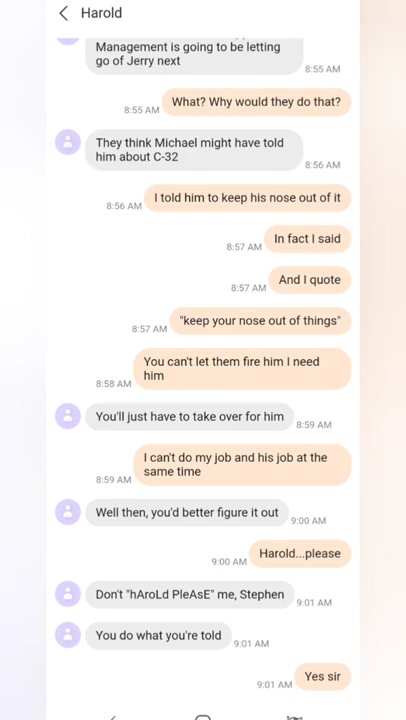 Harold
Management is going to be letting
go of Jerry next
8:55 AM
What? Why would they do that?
8:55 AM
They think Michael might have told
him about C-32
8:56 AM
I told him to keep his nose out of it
8:56 AM
In fact I said
8:57 AM
And I quote
8:57 AM
"keep your nose out of things"
8:57 AM
You can't let them fire him I need
him
8:58 AM
You'll just have to take over for him
8:59 AM
I can't do my job and his job at the
same time
8:59 AM
Well then, you'd better figure it out
9:00 AM
Harold...please
9:00 AM
Don't "hAroLd PleAsE" me, Stephen
9:01 AM
You do what you're told
9:01 AM
Yes sir
9:01 AM